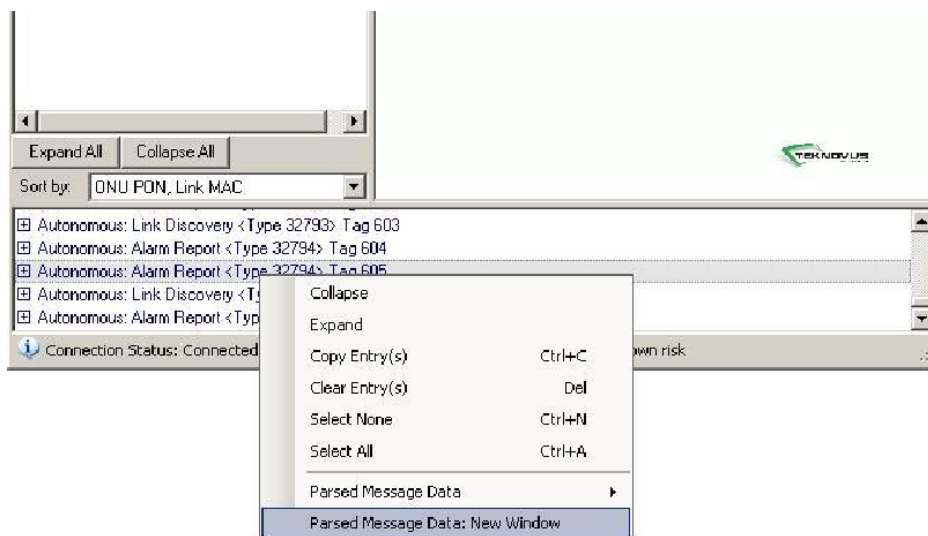 Expand All Collapse All
TEKNOVUS
Sort by: ONU PON, Link MAC
Autonomous: Link Discovery <Type 32793> Tag 603
Autonomous: Alarm Report <Type 32794> Tag 604
Autonomous: Alarm Report <Type 32794> Tag 605
Autonomous: Link Discovery <Ty
Autonomous: Alarm Report <Typ
Connection Status: Connected own risk
Collapse
Expand
Copy Entry(s) Ctrl+C
Clear Entry(s) Del
Select None Ctrl+N
Select All Ctrl+A
Parsed Message Data
Parsed Message Data: New Window